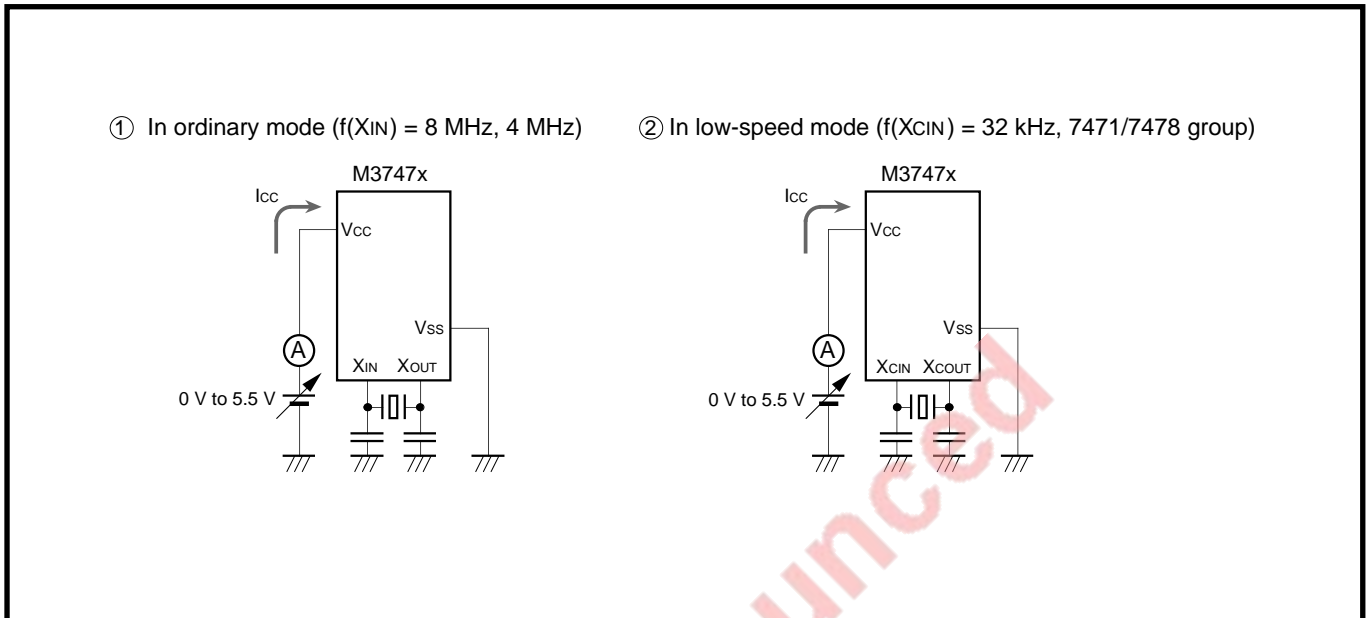 ① In ordinary mode (f(XIN) = 8 MHz, 4 MHz)
M3747x
ICC
VCC
VSS
A
XIN XOUT
0 V to 5.5 V
② In low-speed mode (f(XCIN) = 32 kHz, 7471/7478 group)
M3747x
ICC
VCC
VSS
A
XCIN XCOUT
0 V to 5.5 V
unced